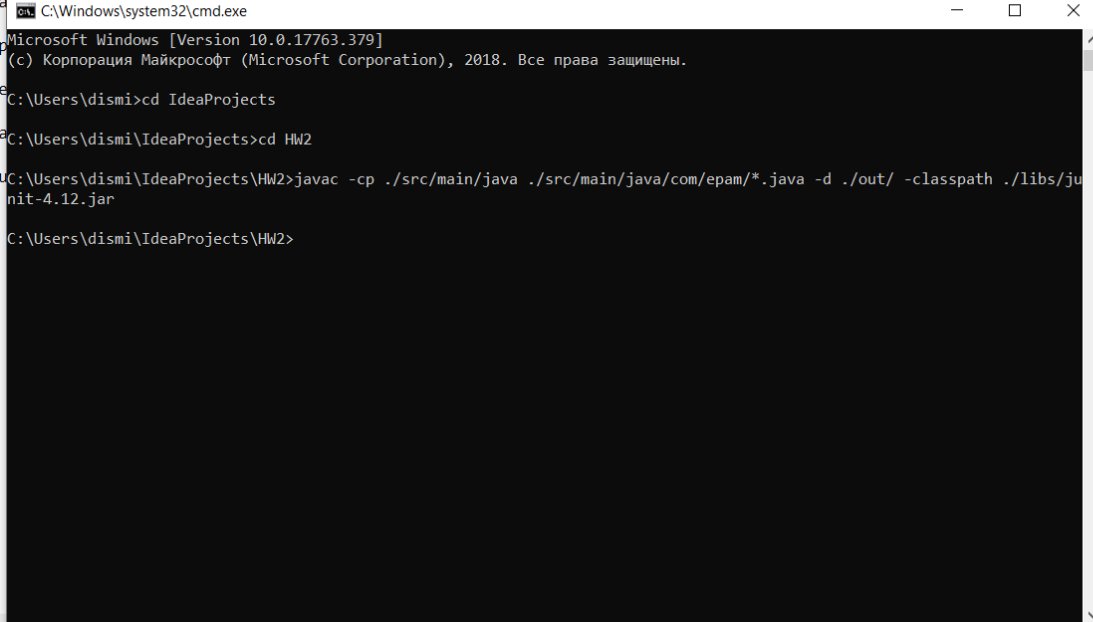 C:\Windows\system32\cmd.exe
Microsoft Windows [Version 10.0.17763.379]
(c) Корпорация Майкрософт (Microsoft Corporation), 2018. Все права защищены.
C:\Users\dismi>cd IdeaProjects
C:\Users\dismi\IdeaProjects>cd HW2
C:\Users\dismi\IdeaProjects\HW2>javac -cp ./src/main/java ./src/main/java/com/epam/*.java -d ./out/ -classpath ./libs/ju
nit-4.12.jar
C:\Users\dismi\IdeaProjects\HW2>